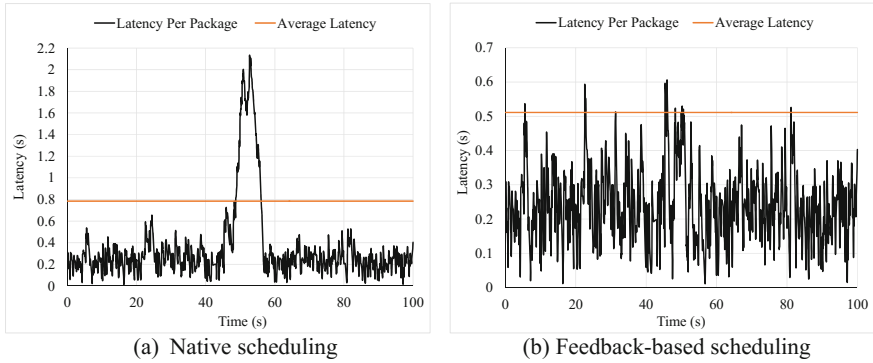 Latency Per Package Average Latency
2.2
2
1.8
1.6
1.4
1.2
1
0.8
0.6
0.4
0.2
0
Latency (s)
0 20 40 60 80 100
Time (s)
(a) Native scheduling
Latency Per Package Average Latency
0.7
0.6
0.5
0.4
0.3
0.2
0.1
0
Latency (s)
0 20 40 60 80 100
Time (s)
(b) Feedback-based scheduling